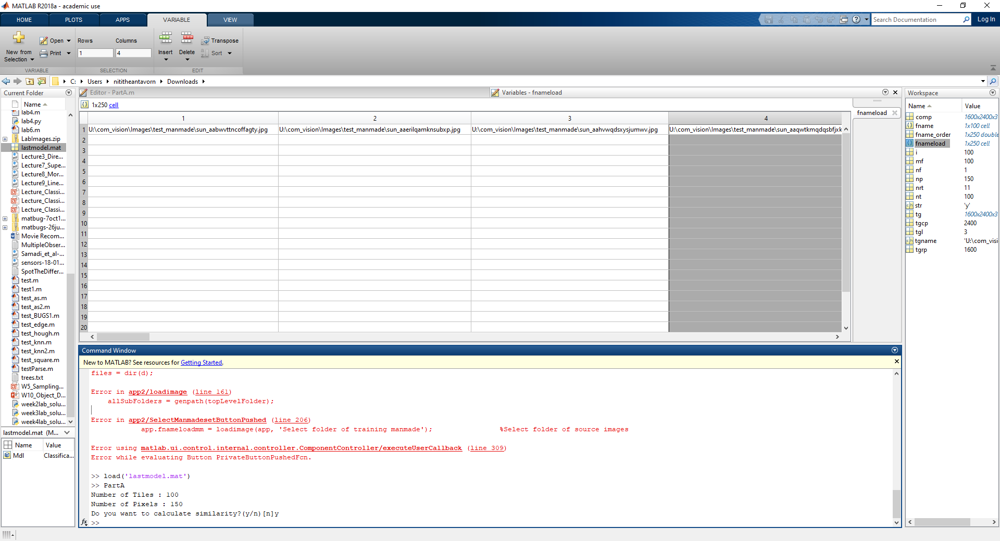 MATLAB R2018a - academic use
HOME
PLOTS
APPS
VARIABLE
VIEW
Search Documentation
Log In
New from
Selection
Open
Print
Rows
Columns
1
4
Insert
Delete
Transpose
Sort
VARIABLE
SELECTION
EDIT
C: Users nititheantavorn Downloads
Current Folder
Name
lab4.m
lab4.py
lab6.m
LabImages.zip
lastmodel.mat
Lecture3_Dire...
Lecture7_Supe...
Lecture8_Mor...
Lecture9_Line...
Lecture_Classi...
Lecture_Classi...
Lecture_Classi...
matbug-7oct1...
matbugs-26ju...
Movie Recom...
MultipleObser...
Samadi_et_al-...
sensors-18-01...
SpotTheDiffer...
test.m
test1.m
test_as.m
test_as2.m
test_BUGS1.m
test_edge.m
test_hough.m
test_knn.m
test_knn2.m
test_square.m
testParse.m
trees.txt
W5_Sampling...
W10_Object_D...
week2lab_solu...
week3lab_solu...
week4lab_solu...
lastmodel.mat (M...
Name Value
Mdl Classifica...
Editor - PartA.m
Variables - fnameload
1x250 cell
fnameload
1 2 3 4
1 U:\com_vision\Images\test_manmade\sun_aabwvttncoffagty.jpg U:\com_vision\Images\test_manmade\sun_aaerilqamknsubxp.jpg U:\com_vision\Images\test_manmade\sun_aahvwqdsxysjumwv.jpg U:\com_vision\Images\test_manmade\sun_aaqwtkmqdqsbfjxk
2
3
4
5
6
7
8
9
10
11
12
13
14
15
16
17
18
19
20
Command Window
New to MATLAB? See resources for Getting Started.
files = dir(d);
Error in app2/loadimage (line 161)
allSubFolders = genpath(topLevelFolder);
Error in app2/SelectManmadesetButtonPushed (line 206)
app.fnameloadmm = loadimage(app, 'Select folder of training manmade'); %Select folder of source images
Error using matlab.ui.control.internal.controller.ComponentController/executeUserCallback (line 309)
Error while evaluating Button PrivateButtonPushedFcn.
>> load('lastmodel.mat')
>> PartA
Number of Tiles : 100
Number of Pixels : 150
Do you want to calculate similarity?(y/n)[n]y
fx >>
Workspace
Name Value
comp 1600x2400x3
fname 1x100 cell
fname_order 1x250 double
fnameload 1x250 cell
i 100
mf 100
nf 1
np 150
nrt 11
nt 100
str 'y'
tg 1600x2400x3
tgcp 2400
tgl 3
tgname 'U:\com_visi
tgrp 1600